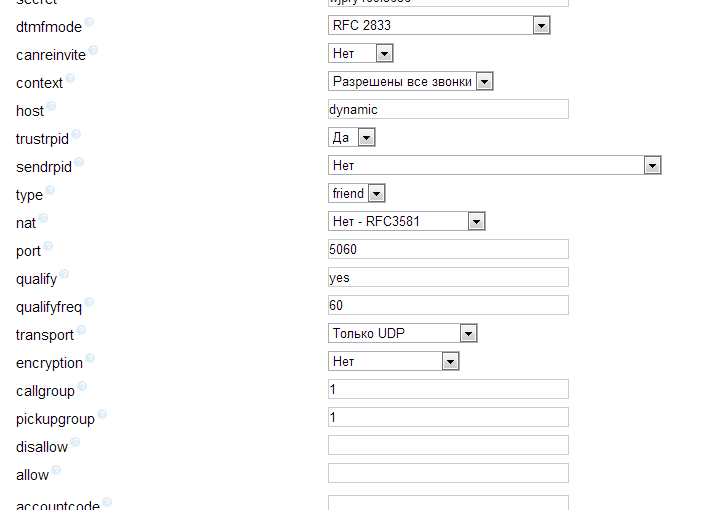 secret
dtmfmode RFC 2833
canreinvite Нет
context Разрешены все звонки
host dynamic
trustrpid Да
sendrpid Нет
type friend
nat Нет - RFC3581
port 5060
qualify yes
qualifyfreq 60
transport Только UDP
encryption Нет
callgroup 1
pickupgroup 1
disallow
allow
accountcode